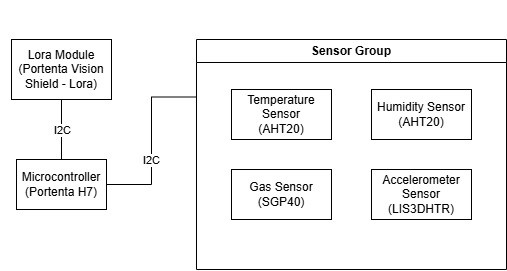 Sensor Group
Lora Module
(Portenta Vision
Shield - Lora)
Temperature
Sensor
(AHT20)
Humidity Sensor
(AHT20)
I2C
I2C
Microcontroller
(Portenta H7)
Gas Sensor
(SGP40)
Accelerometer
Sensor
(LIS3DHTR)